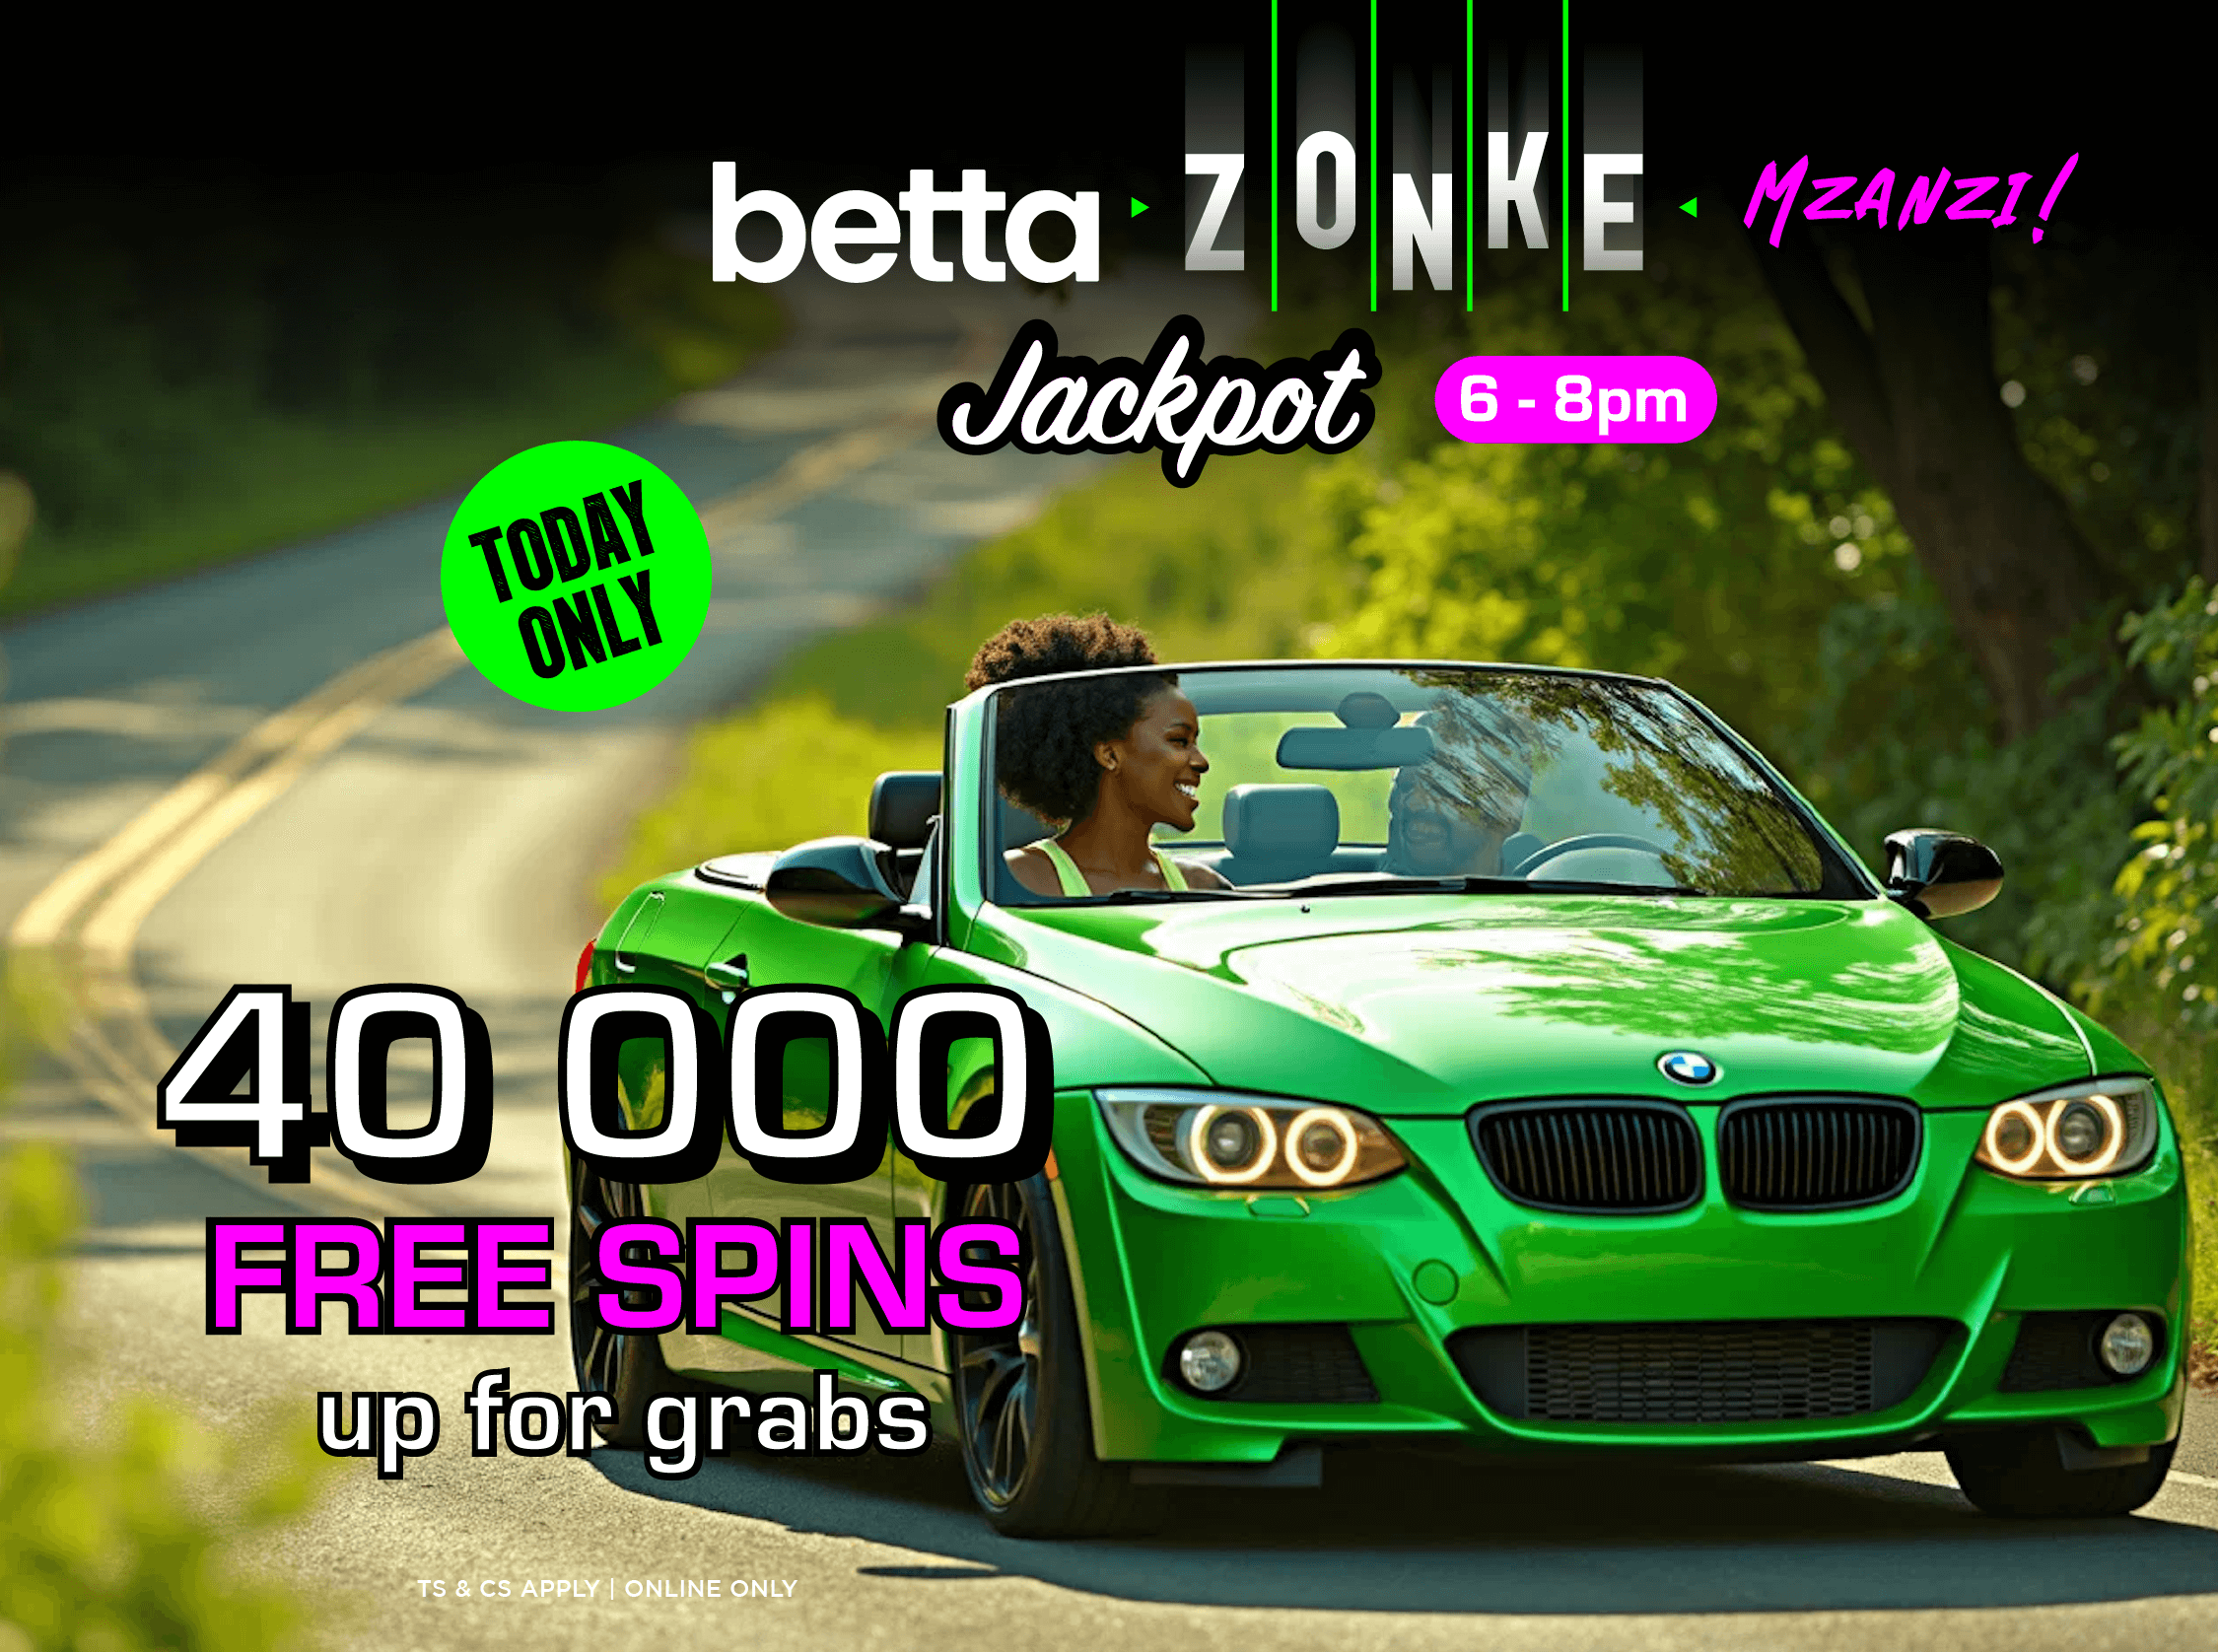 betta ZONKE MZANZI!
Jackpot 6 - 8pm
TODAY
ONLY
40 000
FREE SPINS
up for grabs
TS & CS APPLY | ONLINE ONLY